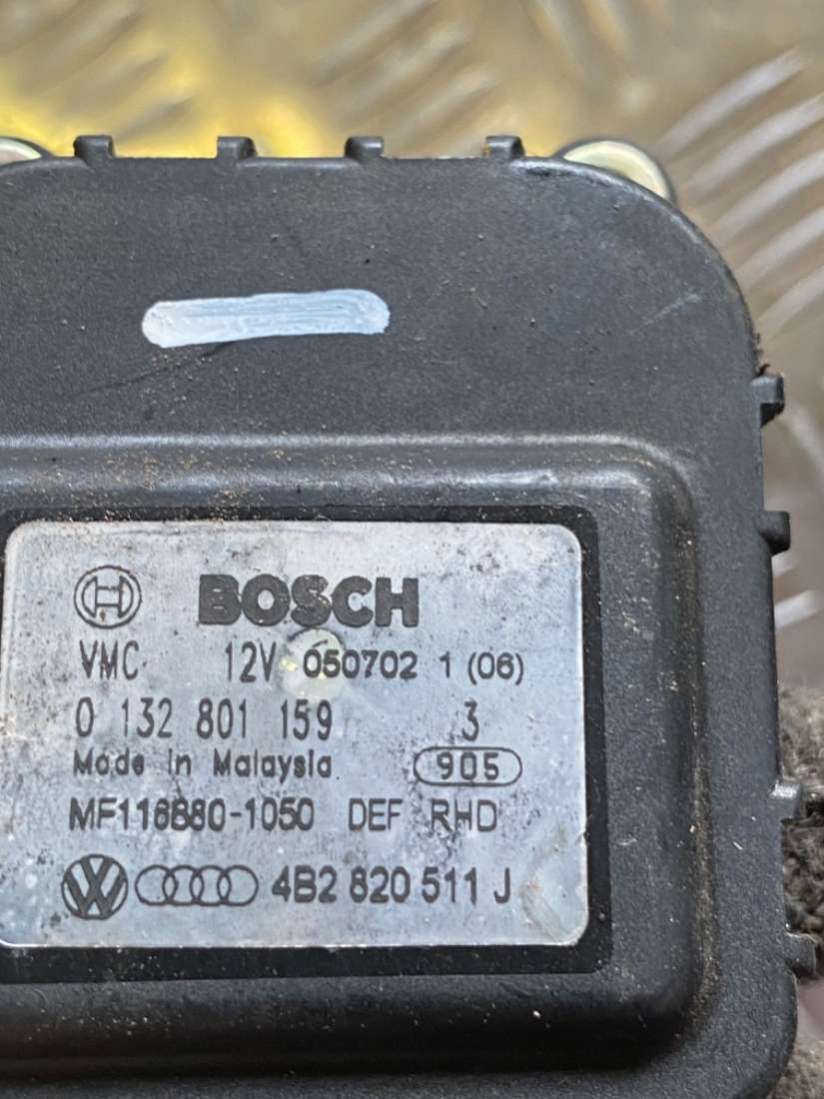 BOSCH
VMC 12V 050702 1 (06)
0 132 801 159 3
Made in Malaysia 905
MF116880-1050 DEF RHD
4B2 820 511 J